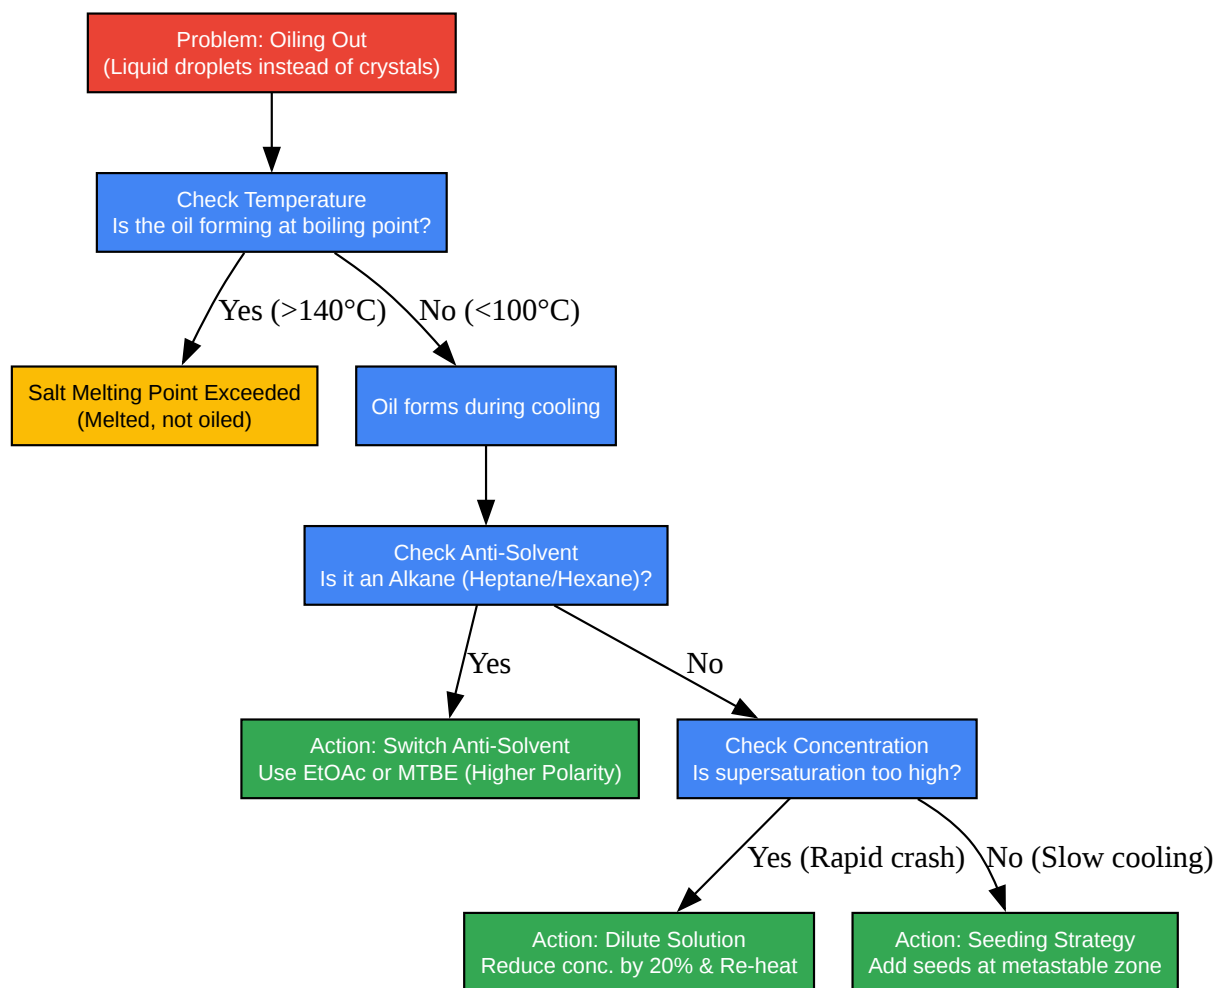 Problem: Oiling Out
(Liquid droplets instead of crystals)
Check Temperature
Is the oil forming at boiling point?
Yes (>140°C)
No (<100°C)
Salt Melting Point Exceeded
(Melted, not oiled)
Oil forms during cooling
Check Anti-Solvent
Is it an Alkane (Heptane/Hexane)?
Yes
No
Action: Switch Anti-Solvent
Use EtOAc or MTBE (Higher Polarity)
Check Concentration
Is supersaturation too high?
Yes (Rapid crash)
No (Slow cooling)
Action: Dilute Solution
Reduce conc. by 20% & Re-heat
Action: Seeding Strategy
Add seeds at metastable zone